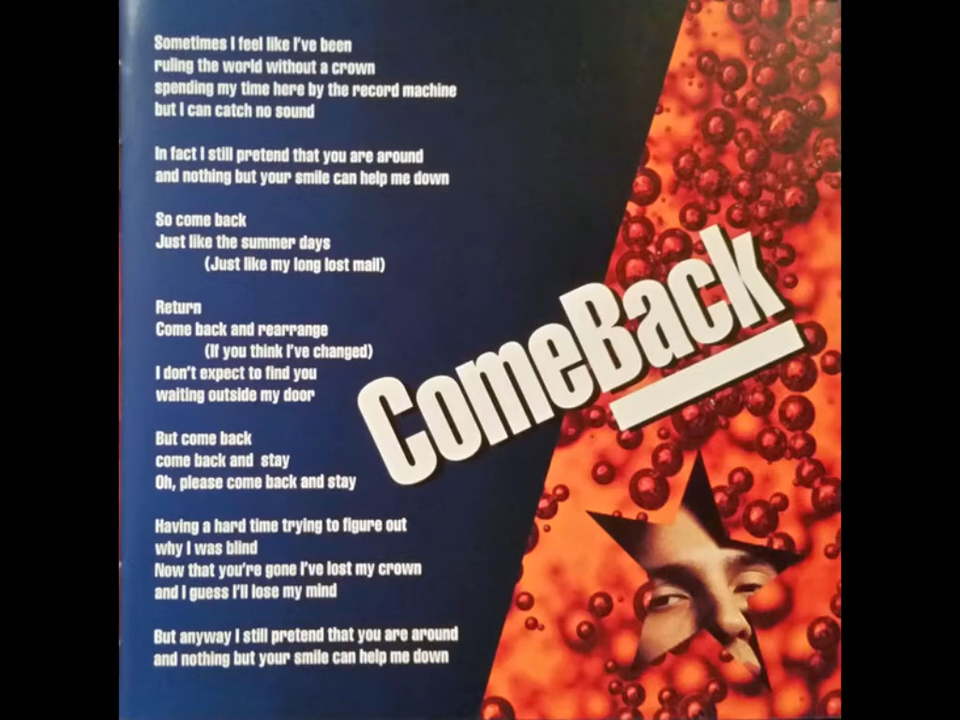 Sometimes I feel like I've been
ruling the world without a crown
spending my time here by the record machine
but I can catch no sound
In fact I still pretend that you are around
and nothing but your smile can help me down
So come back
Just like the summer days
(Just like my long lost mail)
Return
Come back and rearrange
(If you think I've changed)
I don't expect to find you
waiting outside my door
But come back
come back and stay
Oh, please come back and stay
Having a hard time trying to figure out
why I was blind
Now that you're gone I've lost my crown
and I guess I'll lose my mind
But anyway I still pretend that you are around
and nothing but your smile can help me down
ComeBack